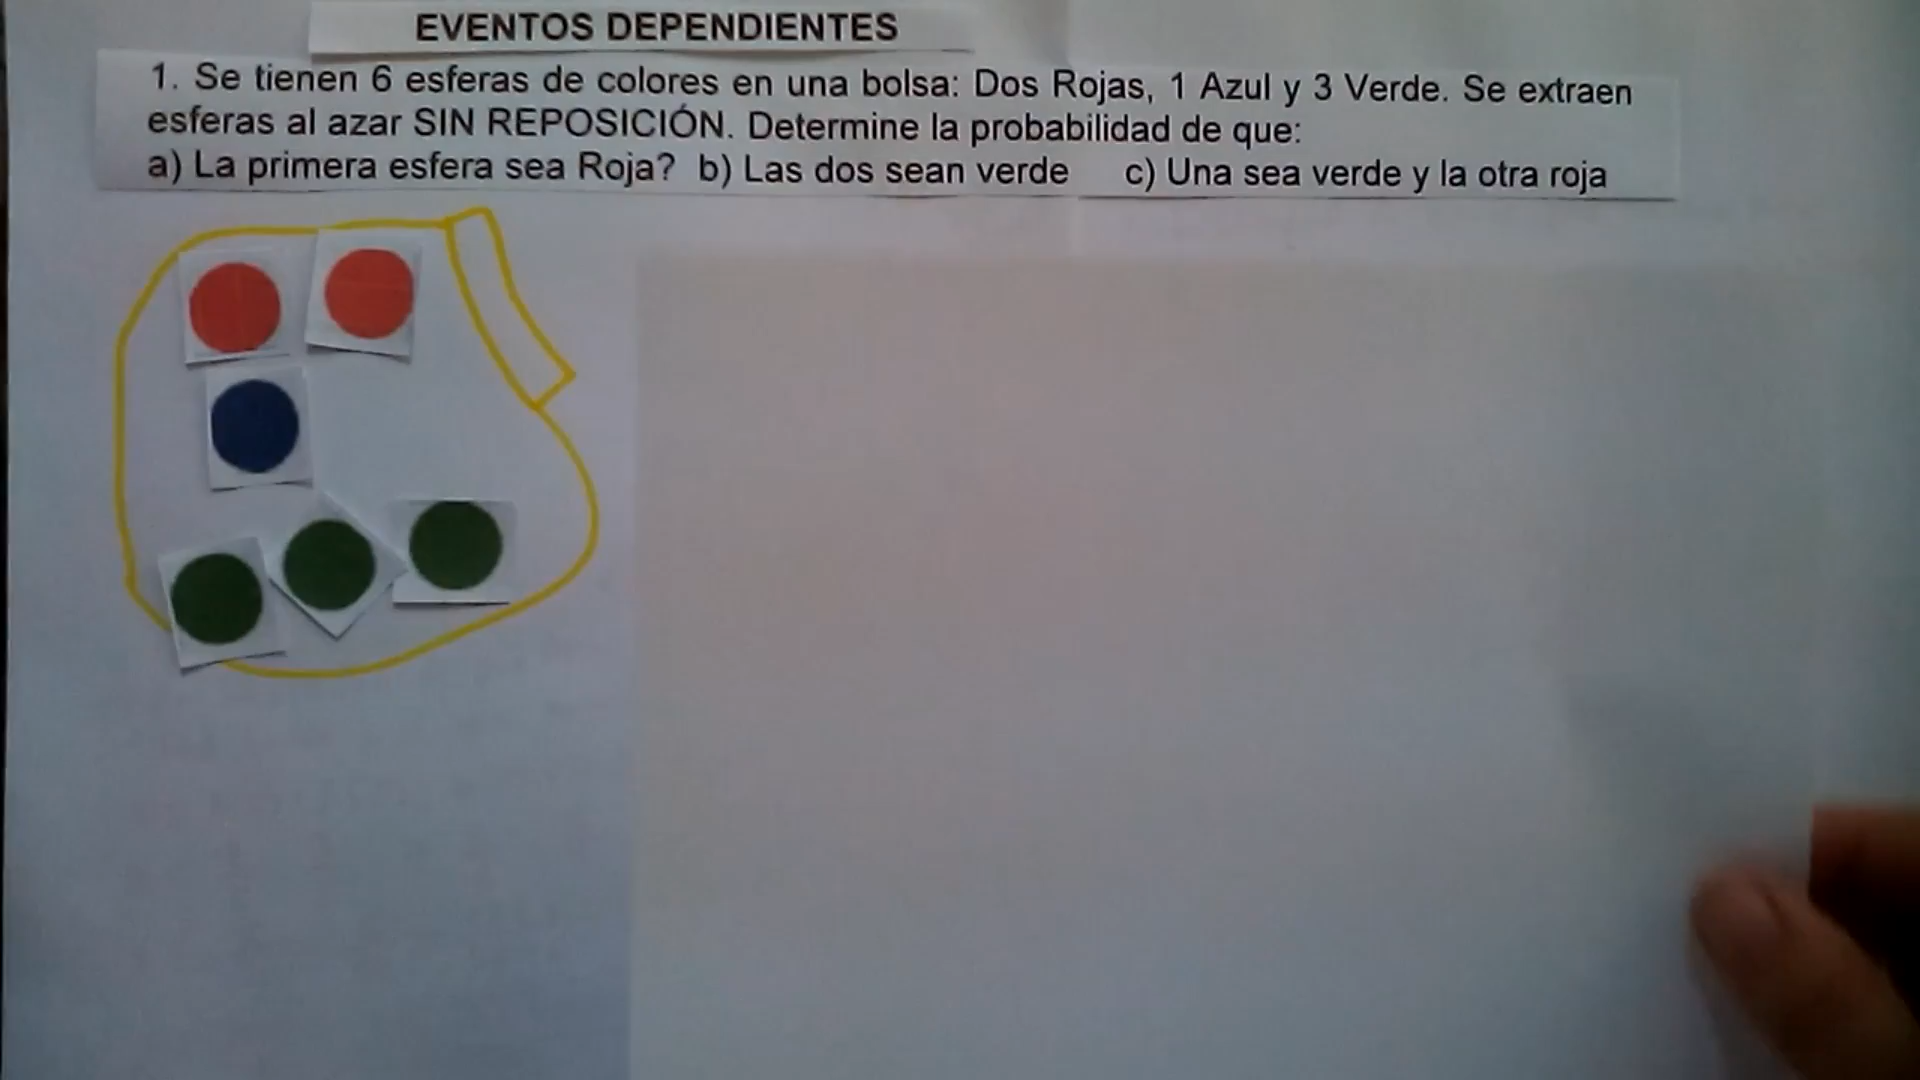 EVENTOS DEPENDIENTES
1. Se tienen 6 esferas de colores en una bolsa: Dos Rojas, 1 Azul y 3 Verde. Se extraen
esferas al azar SIN REPOSICIÓN. Determine la probabilidad de que:
a) La primera esfera sea Roja? b) Las dos sean verde c) Una sea verde y la otra roja